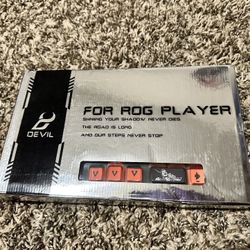 DEVIL
FOR ROG PLAYER
SHINING YOUR SHADOW NEVER DIES
THE ROAD IS LONG
AND OUR STEPS NEVER STOP
V V V